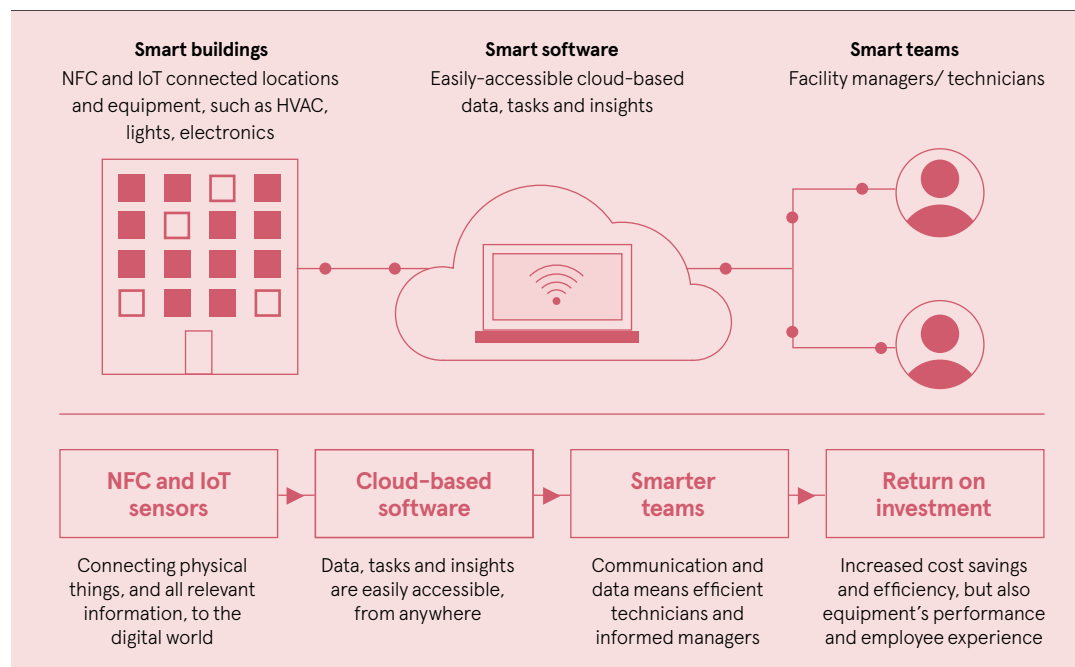 Smart buildings
NFC and IoT connected locations
and equipment, such as HVAC,
lights, electronics
Smart software
Easily-accessible cloud-based
data, tasks and insights
Smart teams
Facility managers/ technicians
NFC and IoT
sensors
Connecting physical
things, and all relevant
information, to the
digital world
Cloud-based
software
Data, tasks and insights
are easily accessible,
from anywhere
Smarter
teams
Communication and
data means efficient
technicians and
informed managers
Return on
investment
Increased cost savings
and efficiency, but also
equipment’s performance
and employee experience